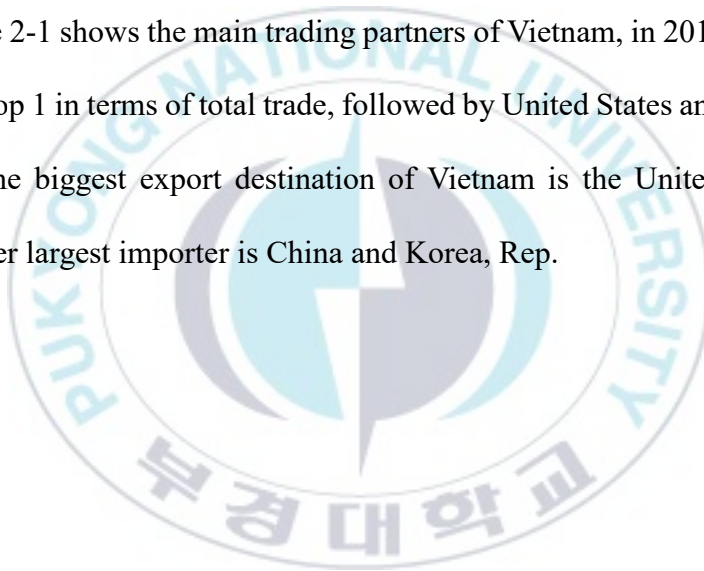 e 2-1 shows the main trading partners of Vietnam, in 201
op 1 in terms of total trade, followed by United States an
ne biggest export destination of Vietnam is the Unite
er largest importer is China and Korea, Rep.
PUKYONG NATIONAL UNIVERSITY
부경대학교